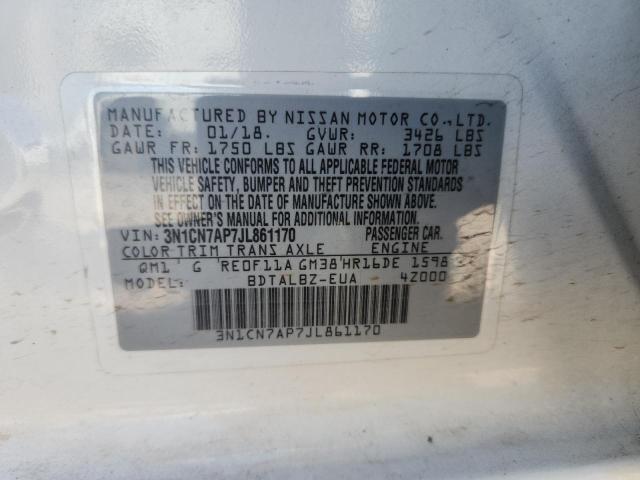 MANUFACTURED BY NISSAN MOTOR CO.,LTD.
DATE: 01/18. GVWR: 3426 LBS
GAWR FR: 1750 LBS GAWR RR: 1708 LBS
THIS VEHICLE CONFORMS TO ALL APPLICABLE FEDERAL MOTOR
VEHICLE SAFETY, BUMPER AND THEFT PREVENTION STANDARDS
IN EFFECT ON THE DATE OF MANUFACTURE SHOWN ABOVE.
SEE OWNER'S MANUAL FOR ADDITIONAL INFORMATION.
VIN: 3N1CN7AP7JL861170 PASSENGER CAR.
COLOR TRIM TRANS AXLE ENGINE
QM1 G RE0F11A GM38 HR16DE 1598
MODEL: BDTALBZ-EUA 4Z000
3N1CN7AP7JL861170